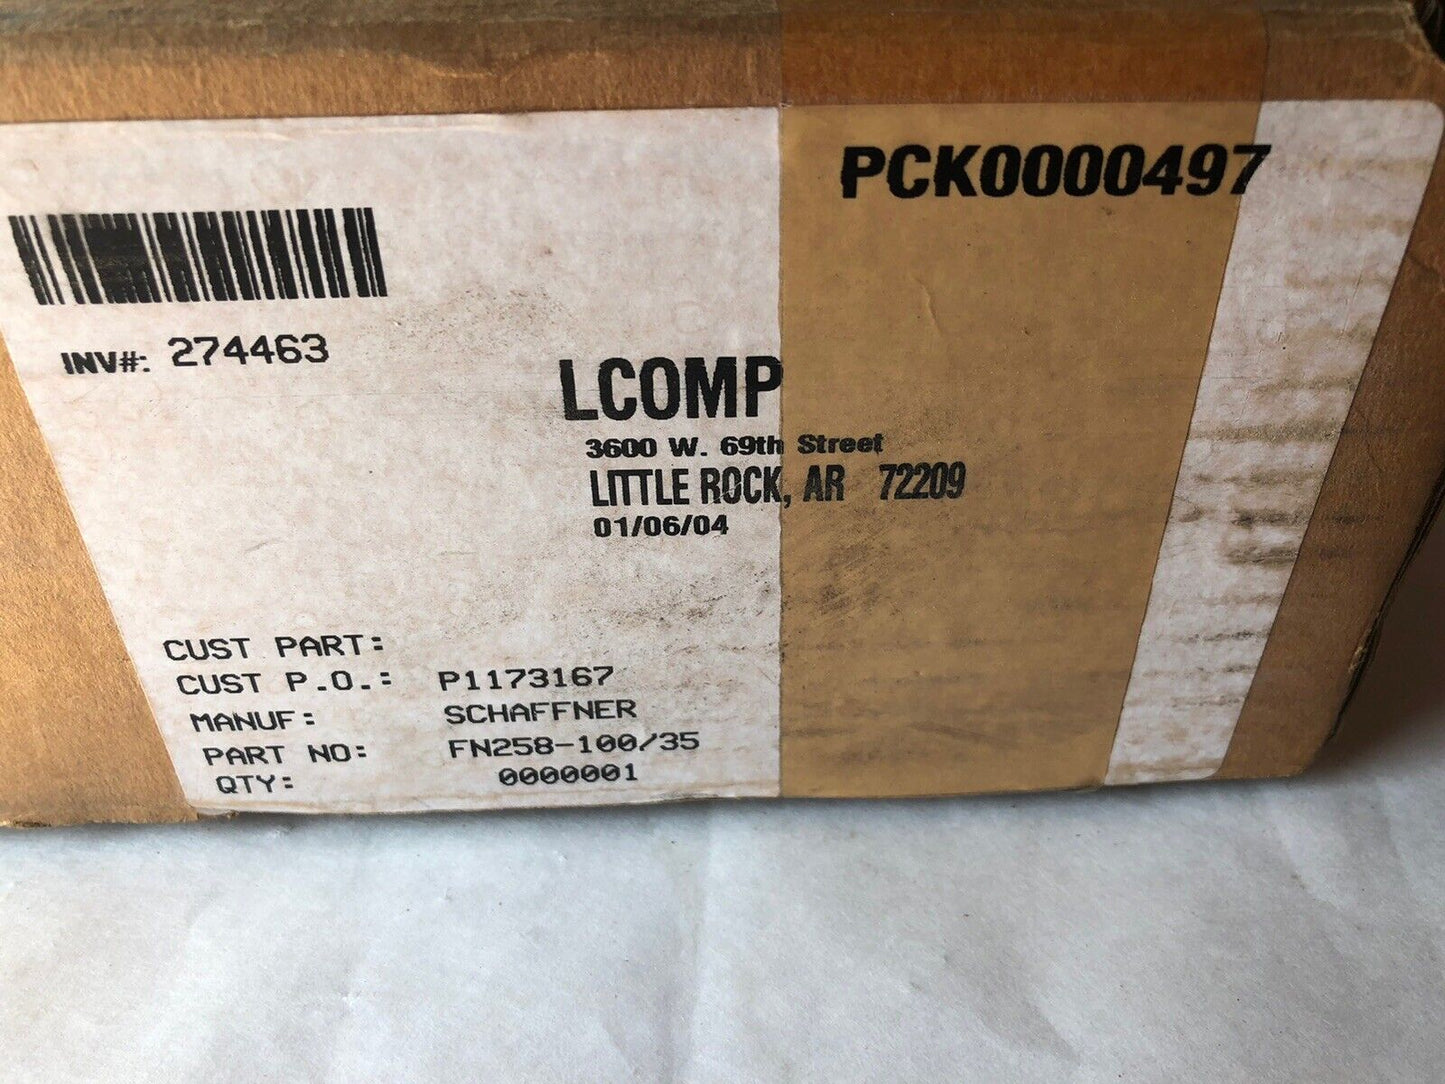 PCK0000497
INV#: 274463
LCOMP
3600 W. 69th Street
LITTLE ROCK, AR 72209
01/06/04
CUST PART:
CUST P.O.: P1173167
MANUF: SCHAFFNER
PART NO: FN258-100/35
QTY: 0000001